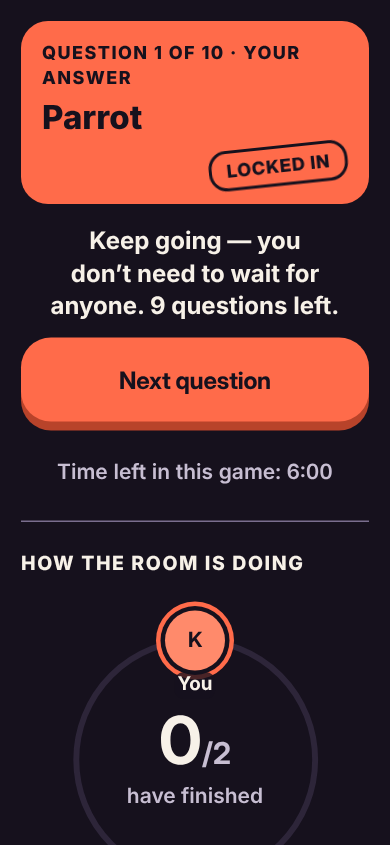 QUESTION 1 OF 10 · YOUR
ANSWER
Parrot
LOCKED IN
Keep going — you
don’t need to wait for
anyone. 9 questions left.
Next question
Time left in this game: 6:00
HOW THE ROOM IS DOING
K
You
0/2
have finished